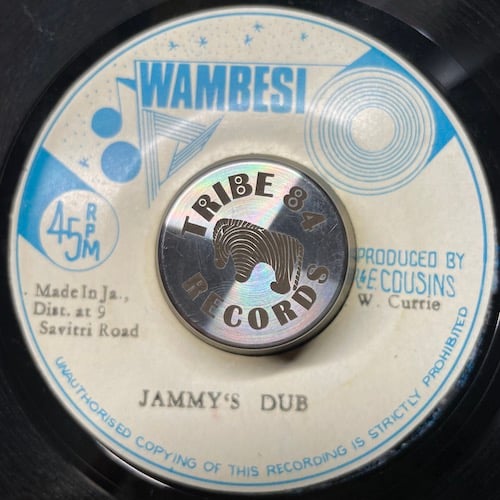 WAMBESI
45 RPM
TRIBE 84
RECORDS
Made In Ja.,
Dist. at 9
Savitri Road
PRODUCED BY
COUSINS
W. Currie
JAMMY'S DUB
UNAUTHORISED COPYING OF THIS RECORDING IS STRICTLY PROHIBITED